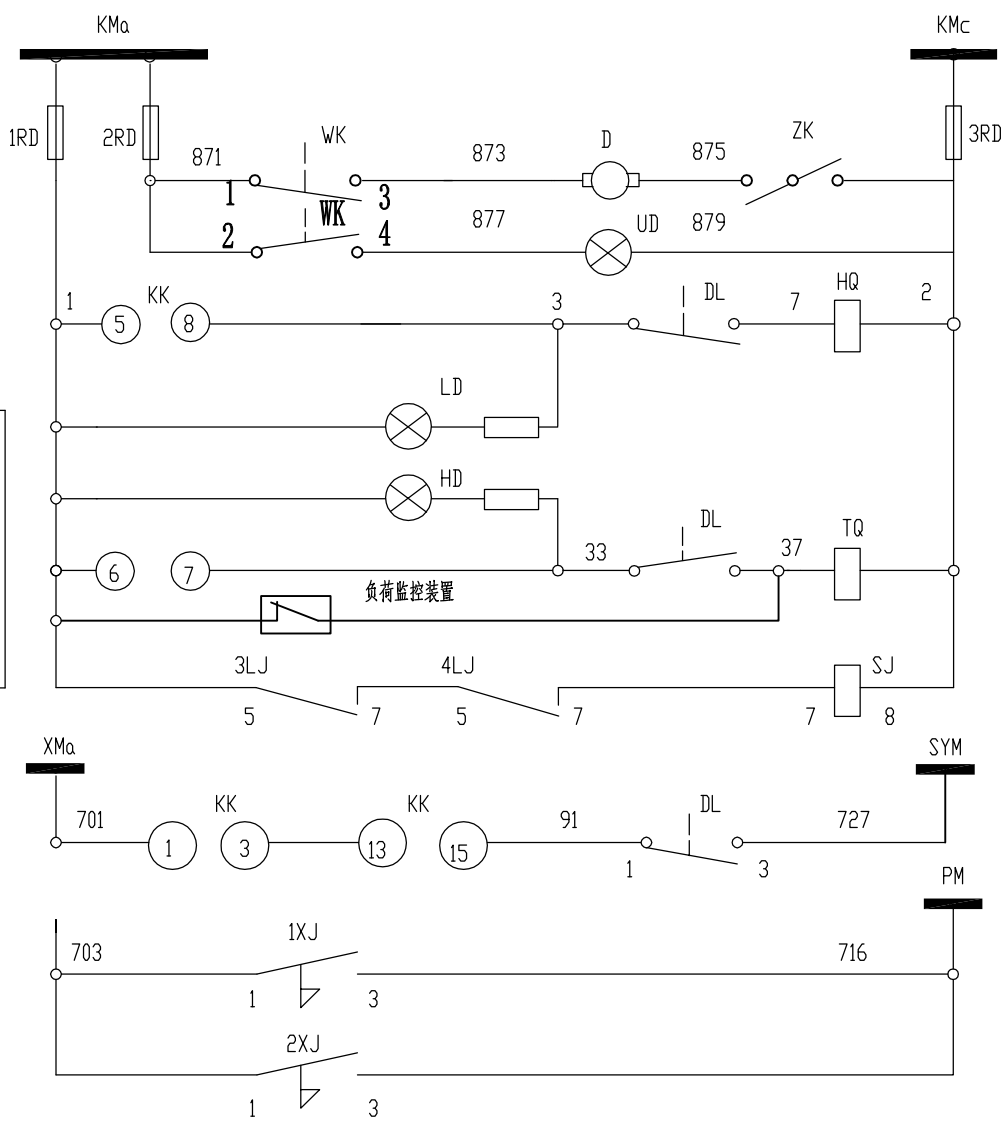 KMa KMc
1RD 2RD WK D ZK 3RD
871 873 875
1 3
WK
2 4 877 UD 879
1 KK 3 DL 7 HQ 2
5 8
LD
HD
DL TQ
33 37
6 7
负荷监控装置
3LJ 4LJ SJ
5 7 5 7 7 8
XMa SYM
701 KK KK 91 DL 727
1 3 13 15
1 3
PM
1XJ
703 716
1 3
2XJ
1 3